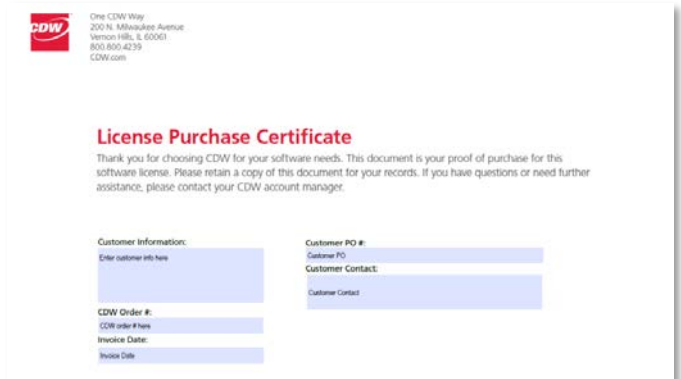 CDW
One CDW Way
200 N. Milwaukee Avenue
Vernon Hills, IL 60061
800.800.4239
CDW.com
License Purchase Certificate
Thank you for choosing CDW for your software needs. This document is your proof of purchase for this
software license. Please retain a copy of this document for your records. If you have questions or need further
assistance, please contact your CDW account manager.
Customer Information:
Enter customer info here
Customer PO #:
Customer PO
Customer Contact:
Customer Contact
CDW Order #:
CDW order # here
Invoice Date:
Invoice Date